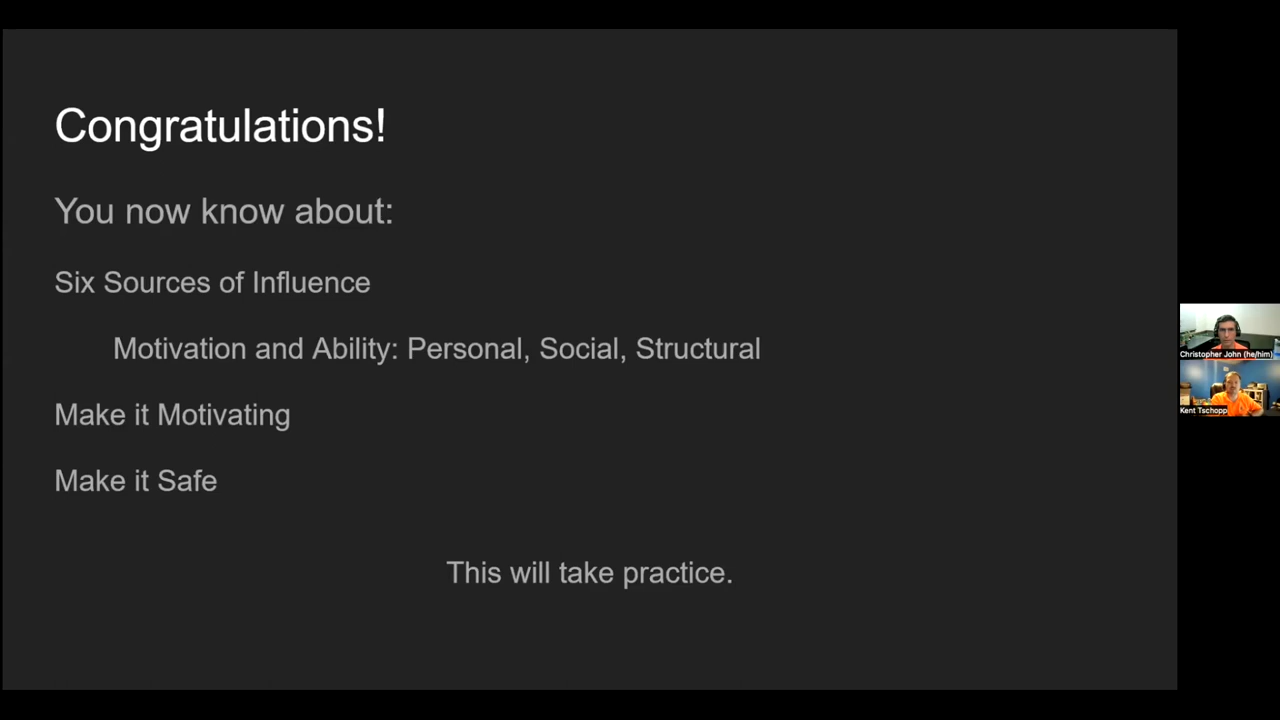 Congratulations!
You now know about:
Six Sources of Influence
Motivation and Ability: Personal, Social, Structural
Make it Motivating
Make it Safe
This will take practice.
Christopher John (he/him)
Kent Tschopp